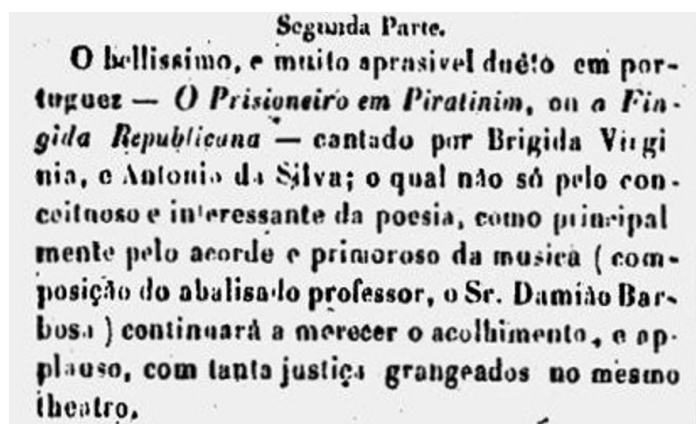 Segunda Parte.
O bellissimo, e muito aprasivel duêto em por-
tuguez — O Prisioneiro em Piratinim, ou a Fin-
gida Republicana — cantado por Brigida Virgi
nia, e Antonio da Silva; o qual não só pelo con-
ceituoso e interessante da poesia, como principal
mente pelo acorde e primoroso da musica ( com-
posição do abalisado professor, o Sr. Damião Bar-
bosa ) continuará a merecer o acolhimento, e ap-
plauso, com tanta justiça grangeados no mesmo
theatro.